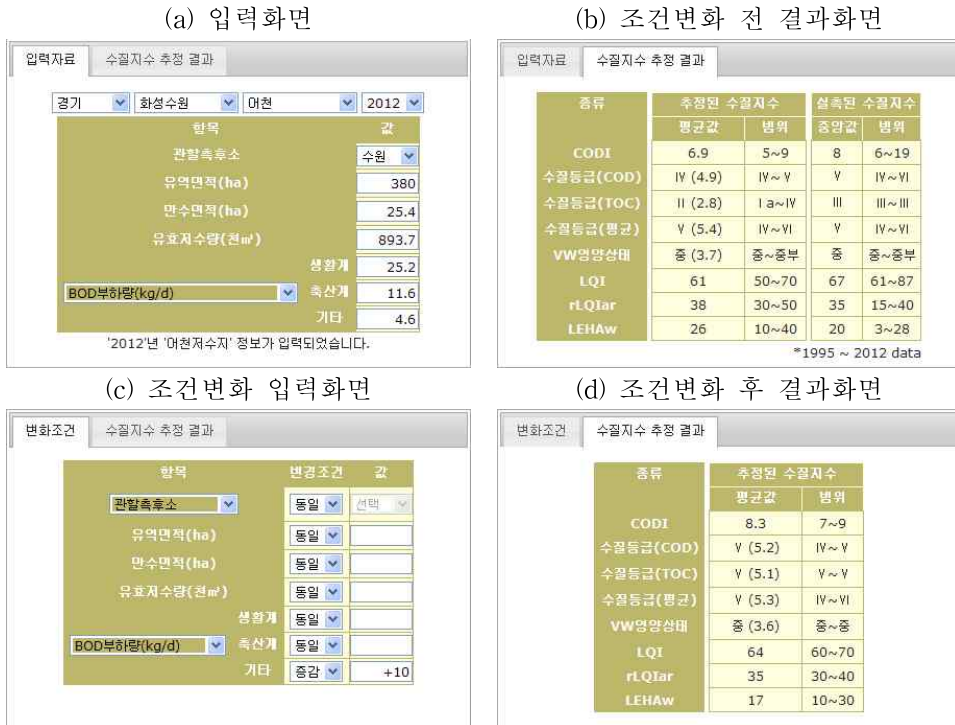 (a) 입력화면
입력자료 수질지수 추정 결과
경기 화성수원 어천 2012
항목 값
관할측후소 수원
유역면적(ha) 380
만수면적(ha) 25.4
유효저수량(천㎥) 893.7
생활계 25.2
BOD부하량(kg/d) 축산계 11.6
기타 4.6
'2012'년 '어천저수지' 정보가 입력되었습니다.
(b) 조건변화 전 결과화면
입력자료 수질지수 추정 결과
종류 추정된 수질지수 실측된 수질지수
평균값 범위 중앙값 범위
CODI 6.9 5~9 8 6~19
수질등급(COD) Ⅳ (4.9) Ⅳ~Ⅴ Ⅴ Ⅳ~Ⅵ
수질등급(TOC) Ⅱ (2.8) Ⅰa~Ⅳ Ⅲ Ⅲ~Ⅲ
수질등급(평균) Ⅴ (5.4) Ⅳ~Ⅵ Ⅴ Ⅳ~Ⅵ
VW영양상태 중 (3.7) 중~중부 중 중~중부
LQI 61 50~70 67 61~87
rLQIar 38 30~50 35 15~40
LEHAw 26 10~40 20 3~28
*1995 ~ 2012 data
(c) 조건변화 입력화면
변화조건 수질지수 추정 결과
항목 변경조건 값
관할측후소 동일 선택
유역면적(ha) 동일
만수면적(ha) 동일
유효저수량(천㎥) 동일
생활계 동일
BOD부하량(kg/d) 축산계 동일
기타 증감 +10
(d) 조건변화 후 결과화면
변화조건 수질지수 추정 결과
종류 추정된 수질지수
평균값 범위
CODI 8.3 7~9
수질등급(COD) Ⅴ (5.2) Ⅳ~Ⅴ
수질등급(TOC) Ⅴ (5.1) Ⅴ~Ⅴ
수질등급(평균) Ⅴ (5.3) Ⅳ~Ⅵ
VW영양상태 중 (3.6) 중~중
LQI 64 60~70
rLQIar 35 30~40
LEHAw 17 10~30